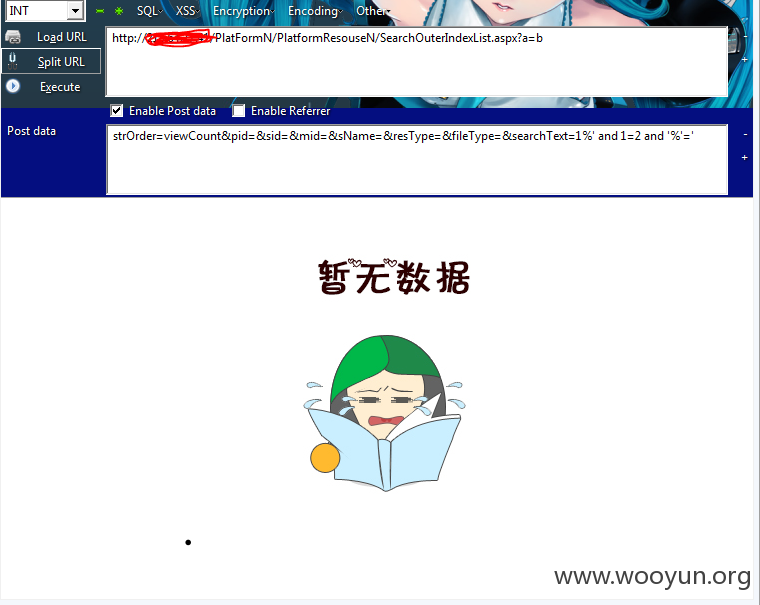 INT SQL XSS Encryption Encoding Other
Load URL
http:// /PlatFormN/PlatformResouseN/SearchOuterIndexList.aspx?a=b
Split URL
Execute
Enable Post data Enable Referrer
Post data
strOrder=viewCount&pid=&sid=&mid=&sName=&resType=&fileType=&searchText=1%' and 1=2 and '%'='
暂无数据
www.wooyun.org